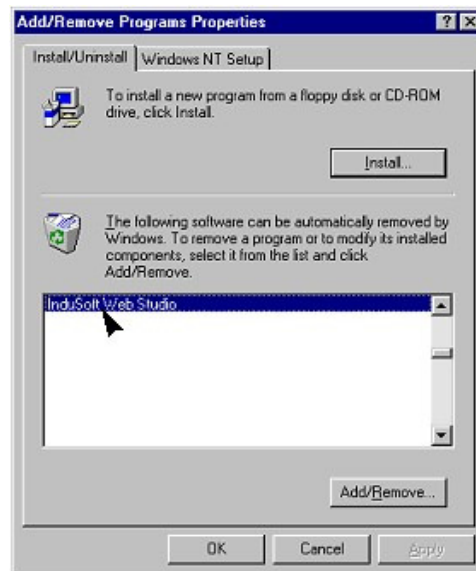 Add/Remove Programs Properties
Install/Uninstall
Windows NT Setup
To install a new program from a floppy disk or CD-ROM
drive, click Install.
Install...
The following software can be automatically removed by
Windows. To remove a program or to modify its installed
components, select it from the list and click
Add/Remove.
InduSoft Web Studio
Add/Remove...
OK
Cancel
Apply